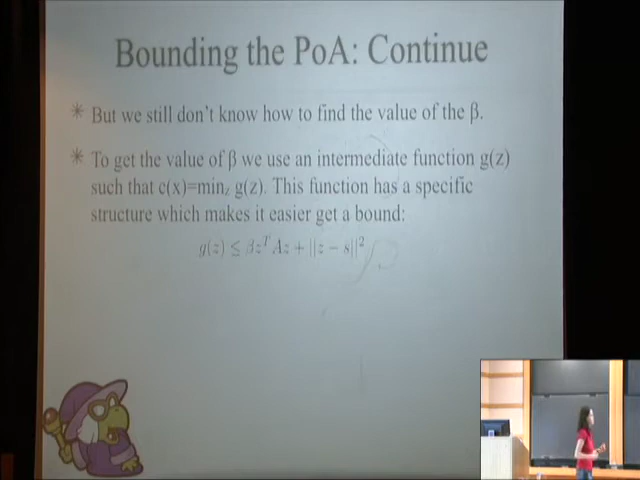 Bounding the PoA: Continue
* But we still don't know how to find the value of the β.
* To get the value of β we use an intermediate function g(z)
such that c(x)=min_z g(z). This function has a specific
structure which makes it easier get a bound:
g(z) ≤ βz^T Az + ||z − s||^2